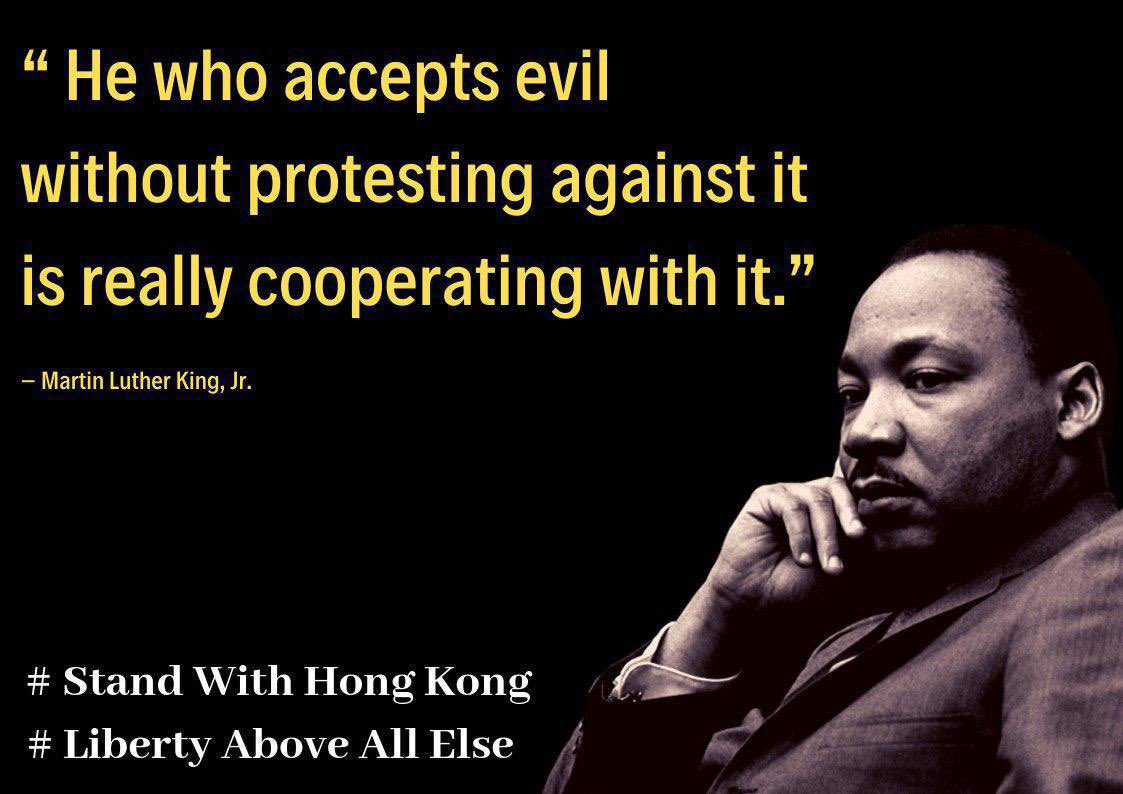 “ He who accepts evil
without protesting against it
is really cooperating with it.”
– Martin Luther King, Jr.
# Stand With Hong Kong
# Liberty Above All Else